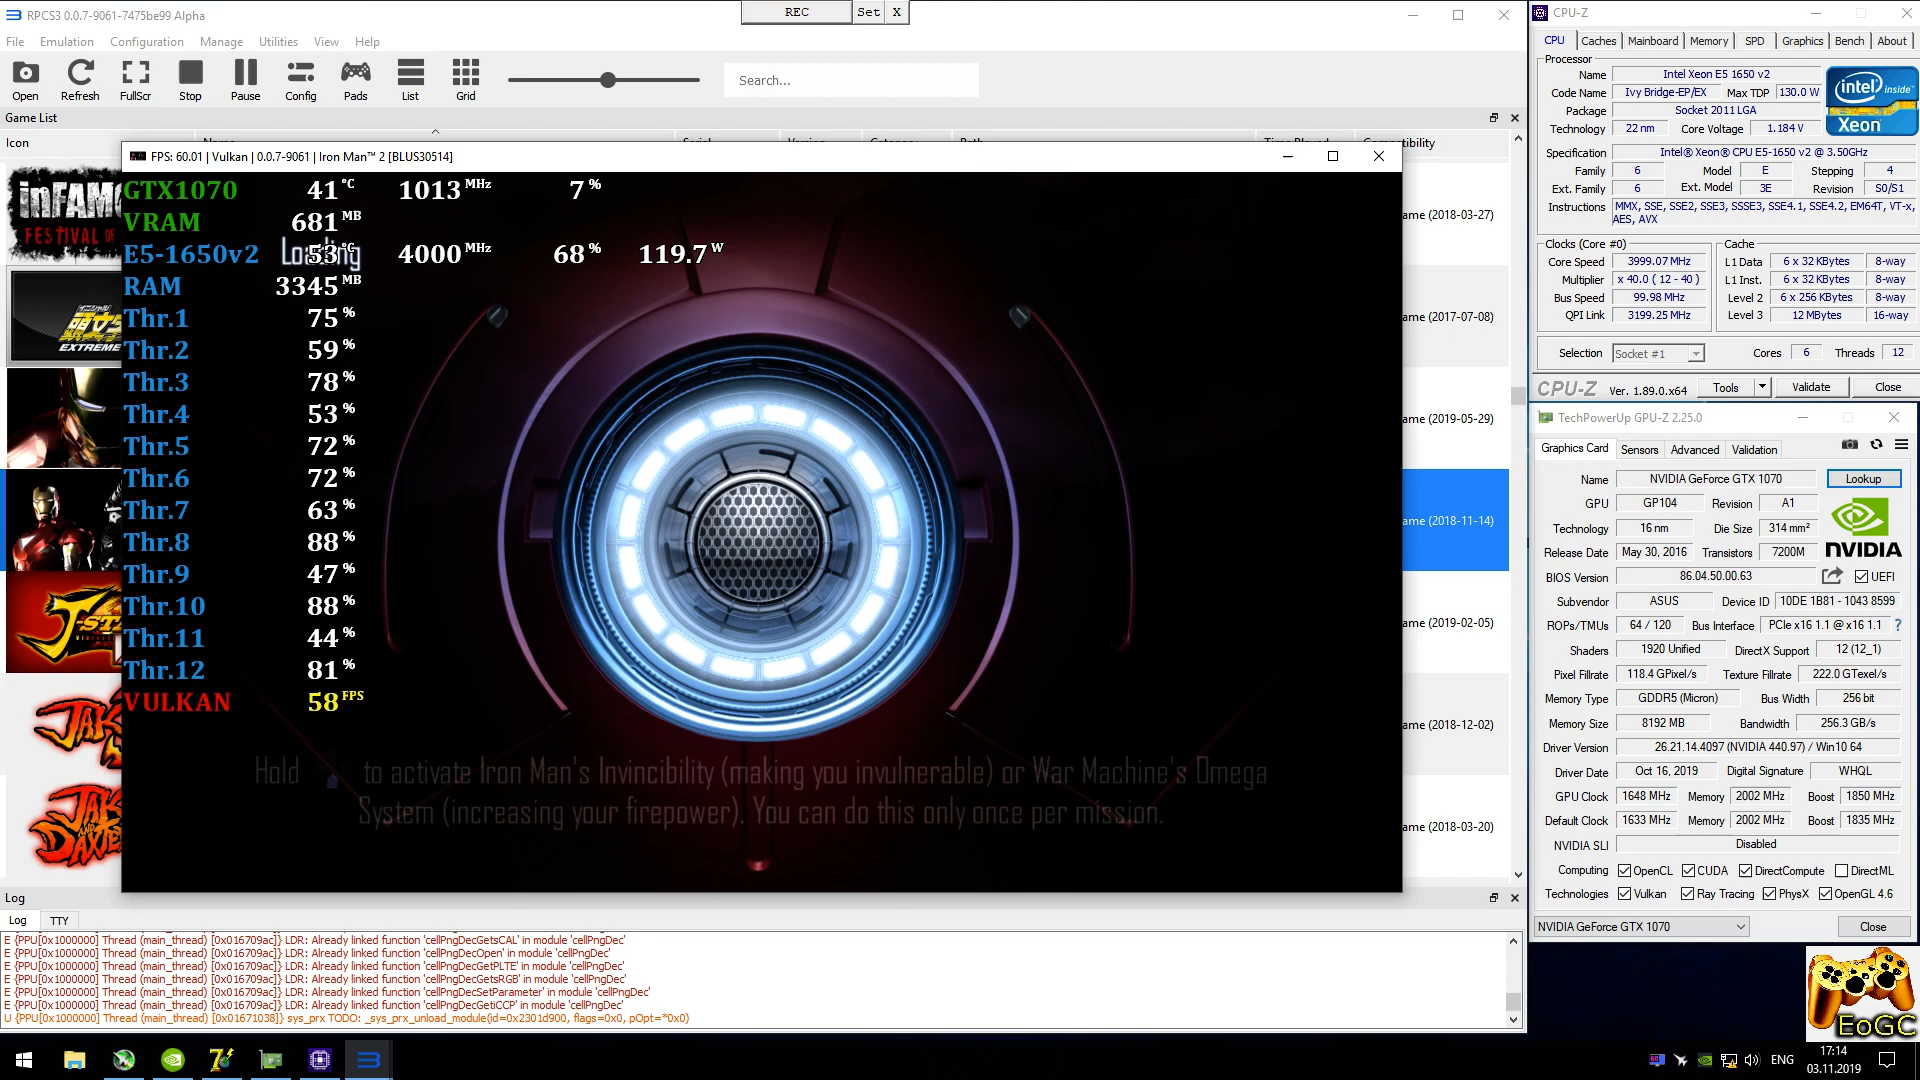 RPCS3 0.0.7-9061-7475be99 Alpha
REC Set X
File Emulation Configuration Manage Utilities View Help
Open Refresh FullScr Stop Pause Config Pads List Grid
Search...
Game List
Icon
FPS: 60.01 | Vulkan | 0.0.7-9061 | Iron Man™ 2 [BLUS30514]
GTX1070 41 °C 1013 MHz 7 %
VRAM 681 MB
E5-1650v2 53 °C 4000 MHz 68 % 119.7 W
Loading
RAM 3345 MB
Thr.1 75 %
Thr.2 59 %
Thr.3 78 %
Thr.4 53 %
Thr.5 72 %
Thr.6 72 %
Thr.7 63 %
Thr.8 88 %
Thr.9 47 %
Thr.10 88 %
Thr.11 44 %
Thr.12 81 %
VULKAN 58 FPS
Hold to activate Iron Man's Invincibility (making you invulnerable) or War Machine's Omega
System (increasing your firepower). You can do this only once per mission.
ame (2018-03-27)
ame (2017-07-08)
ame (2019-05-29)
ame (2018-11-14)
ame (2019-02-05)
ame (2018-12-02)
ame (2018-03-20)
Log
Log TTY
E {PPU[0x1000000] Thread (main_thread) [0x016709ac]} LDR: Already linked function 'cellPngDecGetsCAL' in module 'cellPngDec'
E {PPU[0x1000000] Thread (main_thread) [0x016709ac]} LDR: Already linked function 'cellPngDecOpen' in module 'cellPngDec'
E {PPU[0x1000000] Thread (main_thread) [0x016709ac]} LDR: Already linked function 'cellPngDecGetPLTE' in module 'cellPngDec'
E {PPU[0x1000000] Thread (main_thread) [0x016709ac]} LDR: Already linked function 'cellPngDecGetsRGB' in module 'cellPngDec'
E {PPU[0x1000000] Thread (main_thread) [0x016709ac]} LDR: Already linked function 'cellPngDecSetParameter' in module 'cellPngDec'
E {PPU[0x1000000] Thread (main_thread) [0x016709ac]} LDR: Already linked function 'cellPngDecGetiCCP' in module 'cellPngDec'
U {PPU[0x1000000] Thread (main_thread) [0x01671038]} sys_prx TODO: _sys_prx_unload_module(id=0x2301d900, flags=0x0, pOpt=*0x0)
CPU-Z
CPU Caches Mainboard Memory SPD Graphics Bench About
Processor
Name Intel Xeon E5 1650 v2
Code Name Ivy Bridge-EP/EX Max TDP 130.0 W
Package Socket 2011 LGA
Technology 22 nm Core Voltage 1.184 V
intel inside™ Xeon
Specification Intel® Xeon® CPU E5-1650 v2 @ 3.50GHz
Family 6 Model E Stepping 4
Ext. Family 6 Ext. Model 3E Revision S0/S1
Instructions MMX, SSE, SSE2, SSE3, SSSE3, SSE4.1, SSE4.2, EM64T, VT-x,
AES, AVX
Clocks (Core #0) Cache
Core Speed 3999.07 MHz L1 Data 6 x 32 KBytes 8-way
Multiplier x 40.0 ( 12 - 40 ) L1 Inst. 6 x 32 KBytes 8-way
Bus Speed 99.98 MHz Level 2 6 x 256 KBytes 8-way
QPI Link 3199.25 MHz Level 3 12 MBytes 16-way
Selection Socket #1 Cores 6 Threads 12
CPU-Z Ver. 1.89.0.x64 Tools Validate Close
TechPowerUp GPU-Z 2.25.0
Graphics Card Sensors Advanced Validation
Name NVIDIA GeForce GTX 1070 Lookup
GPU GP104 Revision A1
Technology 16 nm Die Size 314 mm²
Release Date May 30, 2016 Transistors 7200M
NVIDIA
BIOS Version 86.04.50.00.63 UEFI
Subvendor ASUS Device ID 10DE 1B81 - 1043 8599
ROPs/TMUs 64 / 120 Bus Interface PCIe x16 1.1 @ x16 1.1 ?
Shaders 1920 Unified DirectX Support 12 (12_1)
Pixel Fillrate 118.4 GPixel/s Texture Fillrate 222.0 GTexel/s
Memory Type GDDR5 (Micron) Bus Width 256 bit
Memory Size 8192 MB Bandwidth 256.3 GB/s
Driver Version 26.21.14.4097 (NVIDIA 440.97) / Win10 64
Driver Date Oct 16, 2019 Digital Signature WHQL
GPU Clock 1648 MHz Memory 2002 MHz Boost 1850 MHz
Default Clock 1633 MHz Memory 2002 MHz Boost 1835 MHz
NVIDIA SLI Disabled
Computing OpenCL CUDA DirectCompute DirectML
Technologies Vulkan Ray Tracing PhysX OpenGL 4.6
NVIDIA GeForce GTX 1070 Close
EoGC
ENG 17:14
03.11.2019